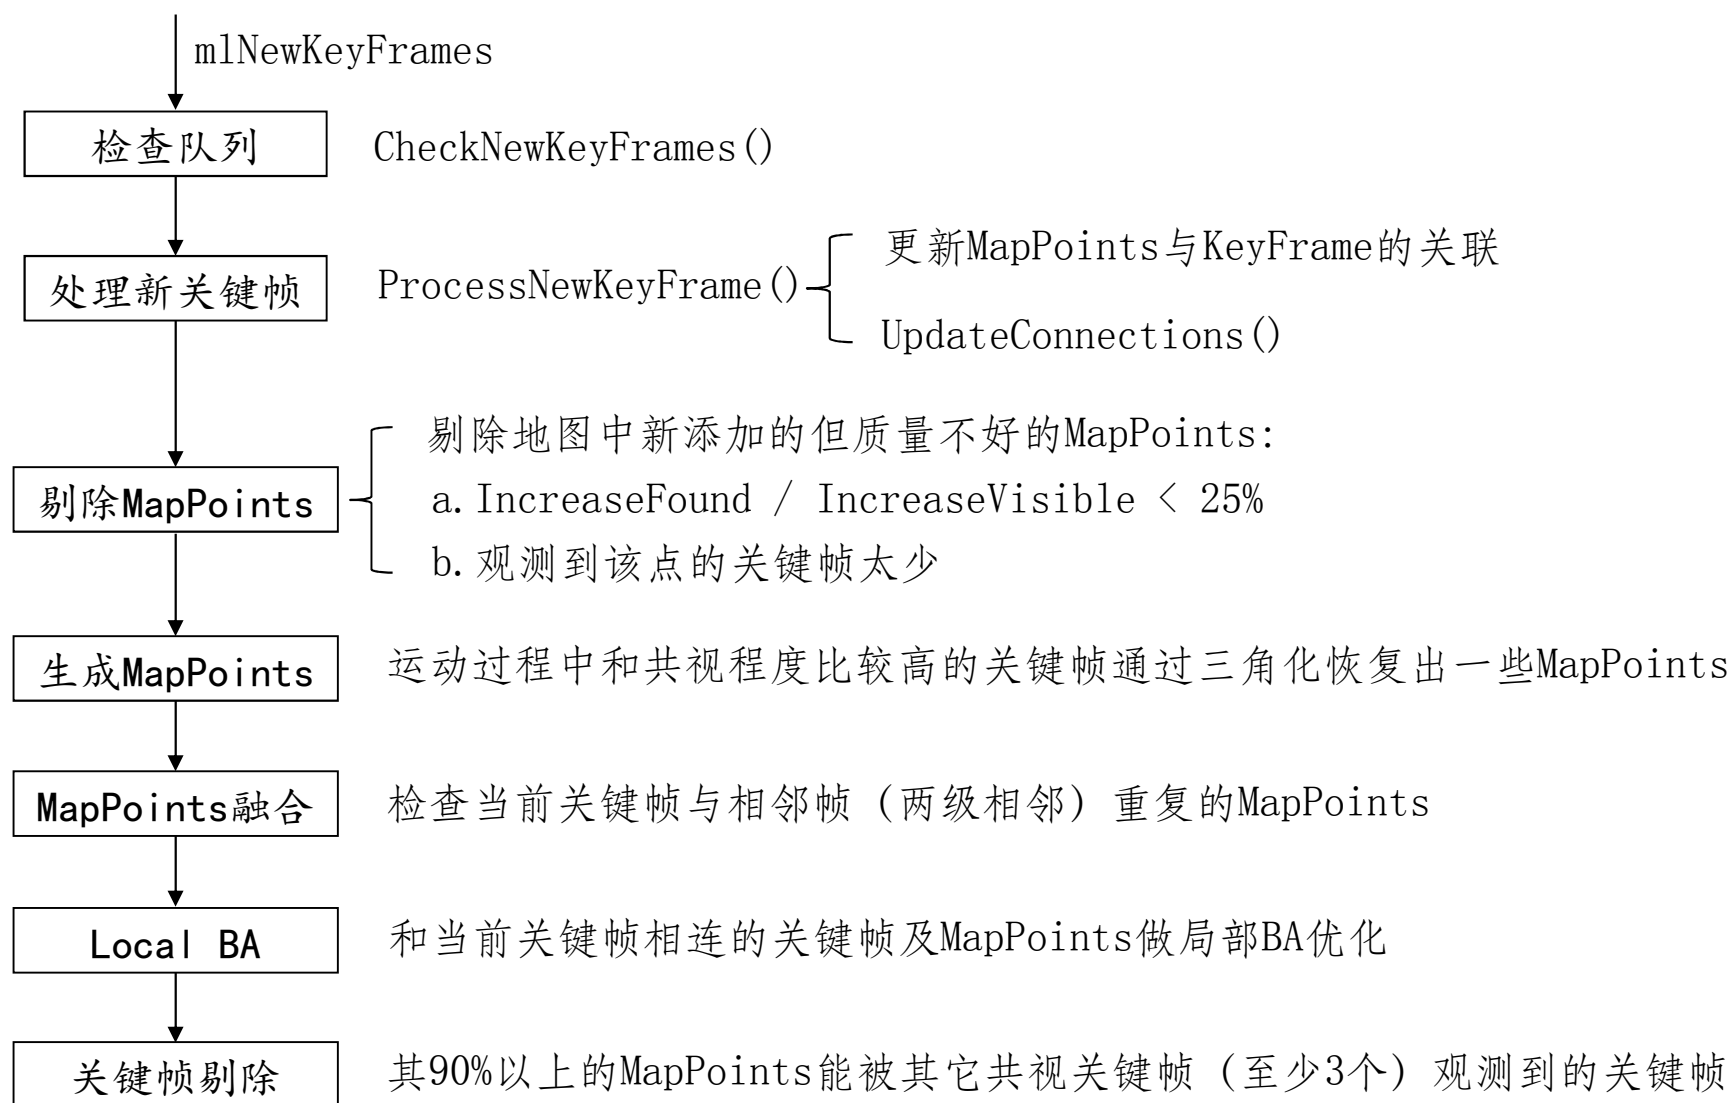 mlNewKeyFrames
检查队列
CheckNewKeyFrames()
处理新关键帧
ProcessNewKeyFrame()
更新MapPoints与KeyFrame的关联
UpdateConnections()
剔除MapPoints
剔除地图中新添加的但质量不好的MapPoints:
a. IncreaseFound / IncreaseVisible < 25%
b. 观测到该点的关键帧太少
生成MapPoints
运动过程中和共视程度比较高的关键帧通过三角化恢复出一些MapPoints
MapPoints融合
检查当前关键帧与相邻帧（两级相邻）重复的MapPoints
Local BA
和当前关键帧相连的关键帧及MapPoints做局部BA优化
关键帧剔除
其90%以上的MapPoints能被其它共视关键帧（至少3个）观测到的关键帧